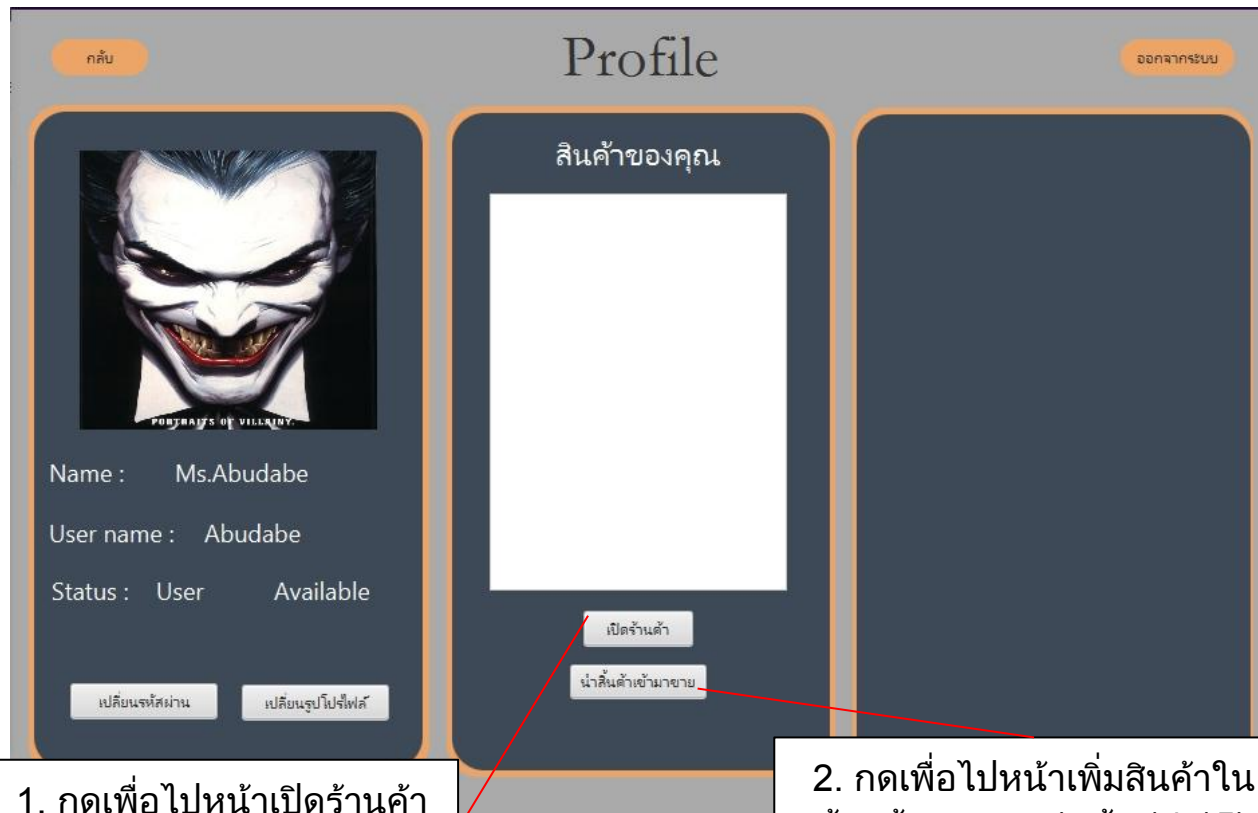 กลับ
Profile
ออกจากระบบ
PORTRAITS OF VILLAINY.
Name : Ms.Abudabe
User name : Abudabe
Status : User Available
เปลี่ยนรหัสผ่าน
เปลี่ยนรูปโปรไฟล์
สินค้าของคุณ
เปิดร้านค้า
นำสิ้นค้าเข้ามาขาย
1. กดเพื่อไปหน้าเปิดร้านค้า
2. กดเพื่อไปหน้าเพิ่มสินค้าใน